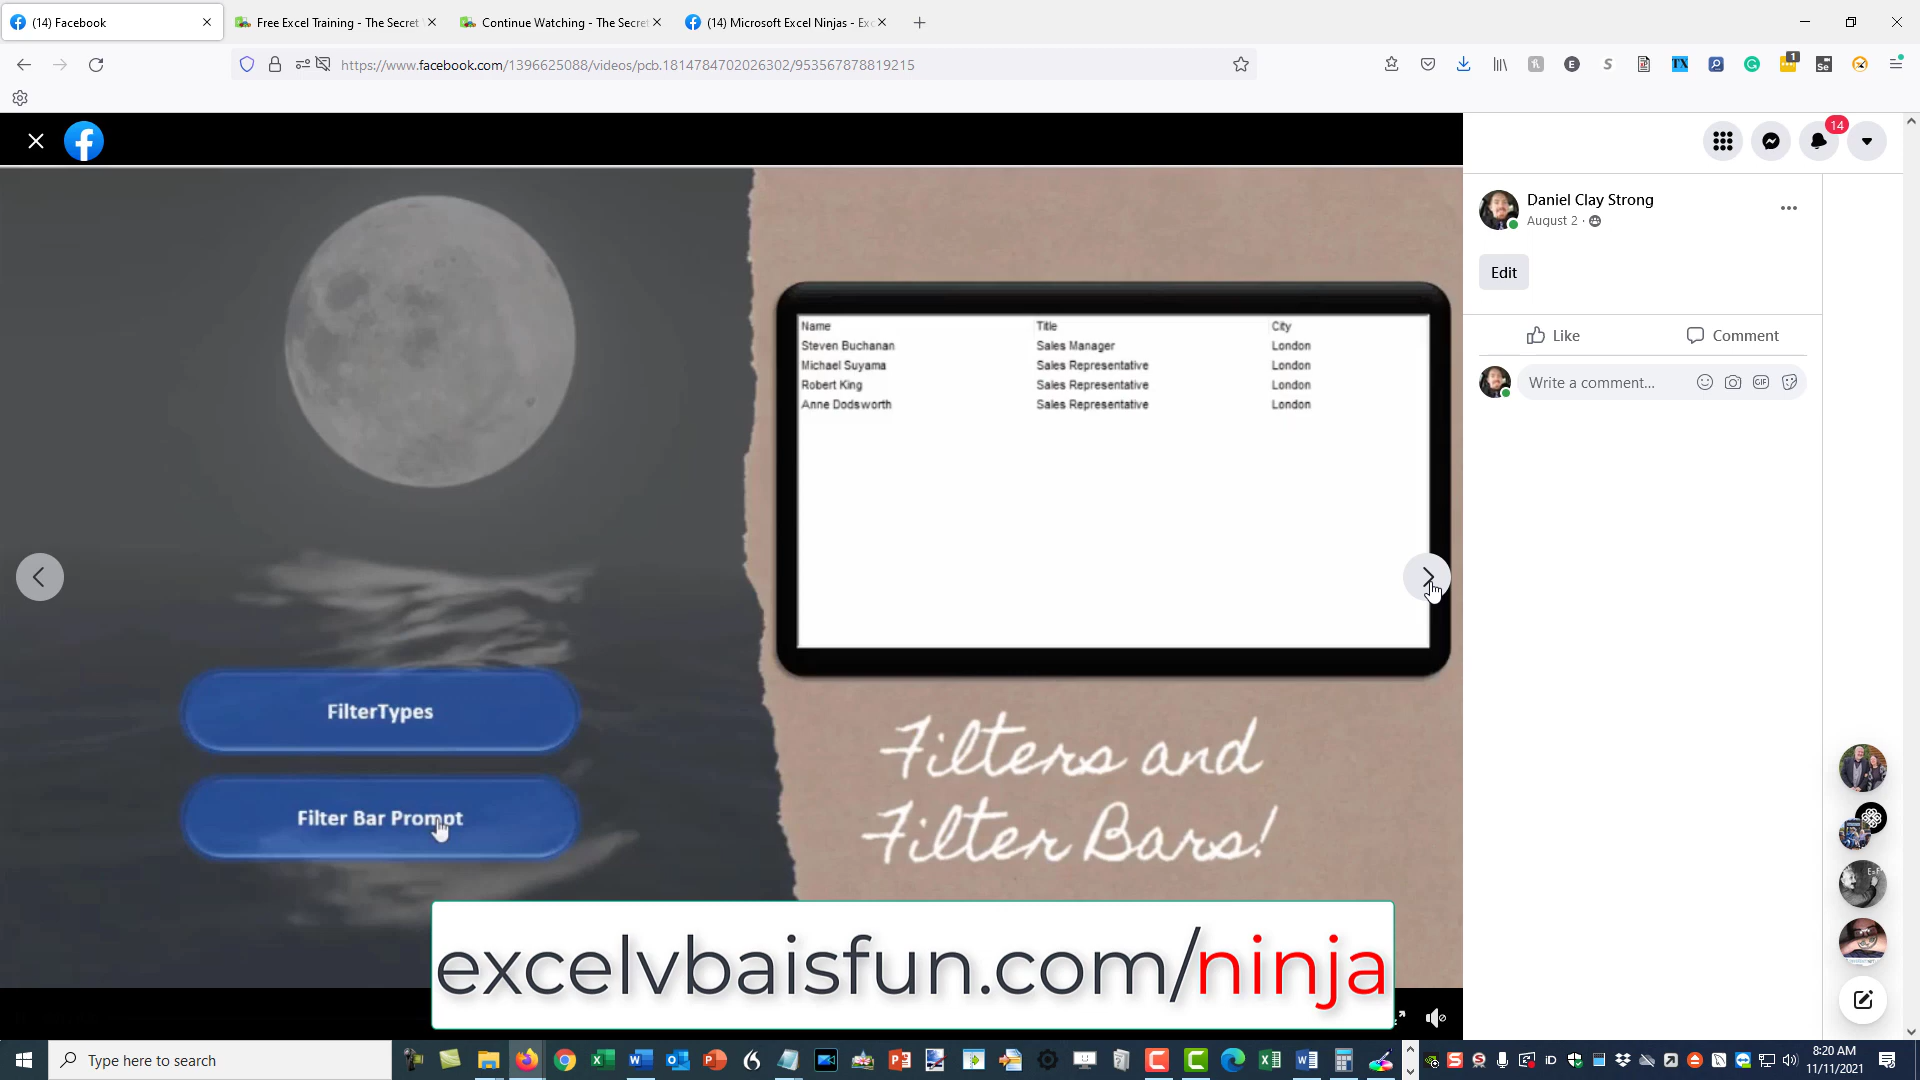 (14) Facebook
Free Excel Training - The Secret
Continue Watching - The Secret
(14) Microsoft Excel Ninjas - Exc
https://www.facebook.com/1396625088/videos/pcb.1814784702026302/953567878819215
1
14
Daniel Clay Strong
August 2
Edit
Like
Comment
Write a comment...
GIF
Name Title City
Steven Buchanan Sales Manager London
Michael Suyama Sales Representative London
Robert King Sales Representative London
Anne Dodsworth Sales Representative London
FilterTypes
Filter Bar Prompt
Filters and
Filter Bars!
excelvbaisfun.com/ninja
Type here to search
8:20 AM
11/11/2021